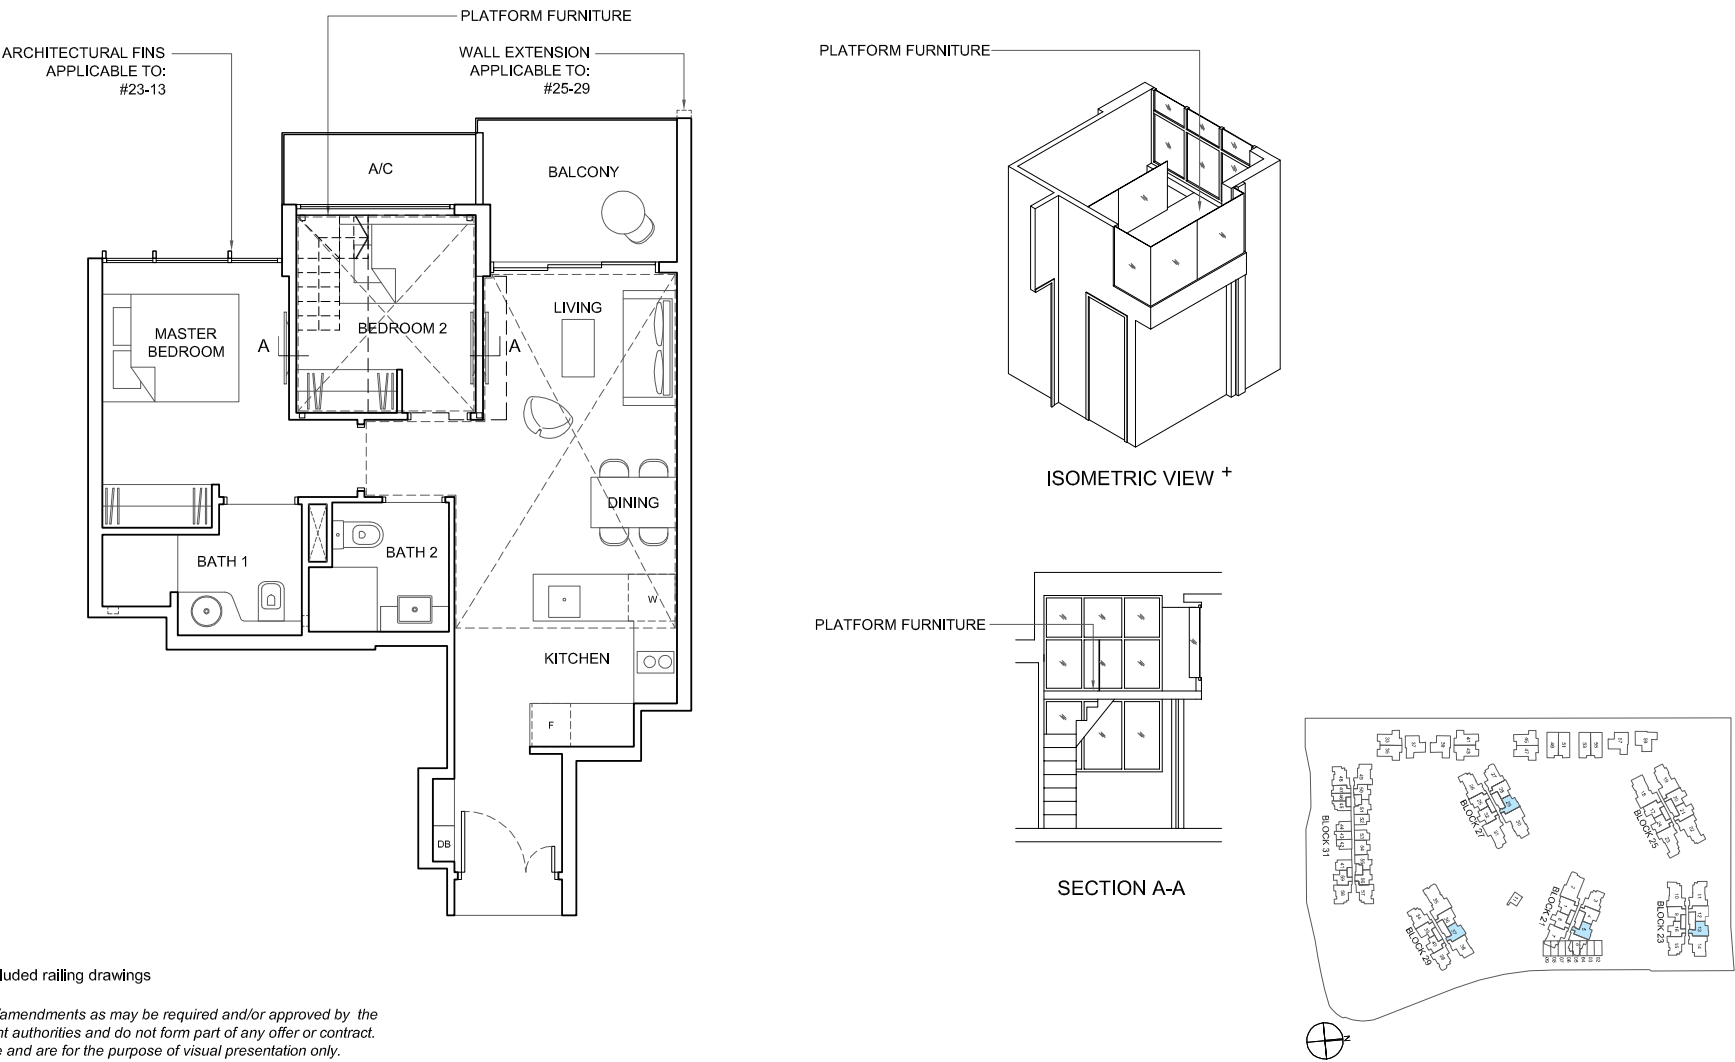 PLATFORM FURNITURE
ARCHITECTURAL FINS
APPLICABLE TO:
#23-13
WALL EXTENSION
APPLICABLE TO:
#25-29
A/C
BALCONY
LIVING
MASTER
BEDROOM
BEDROOM 2
A
A
DINING
BATH 1
BATH 2
W
KITCHEN
F
DB
PLATFORM FURNITURE
ISOMETRIC VIEW +
PLATFORM FURNITURE
SECTION A-A
BLOCK 31
BLOCK 27
BLOCK 25
BLOCK 29
BLOCK 21
BLOCK 23
N
luded railing drawings
/amendments as may be required and/or approved by the
nt authorities and do not form part of any offer or contract.
e and are for the purpose of visual presentation only.